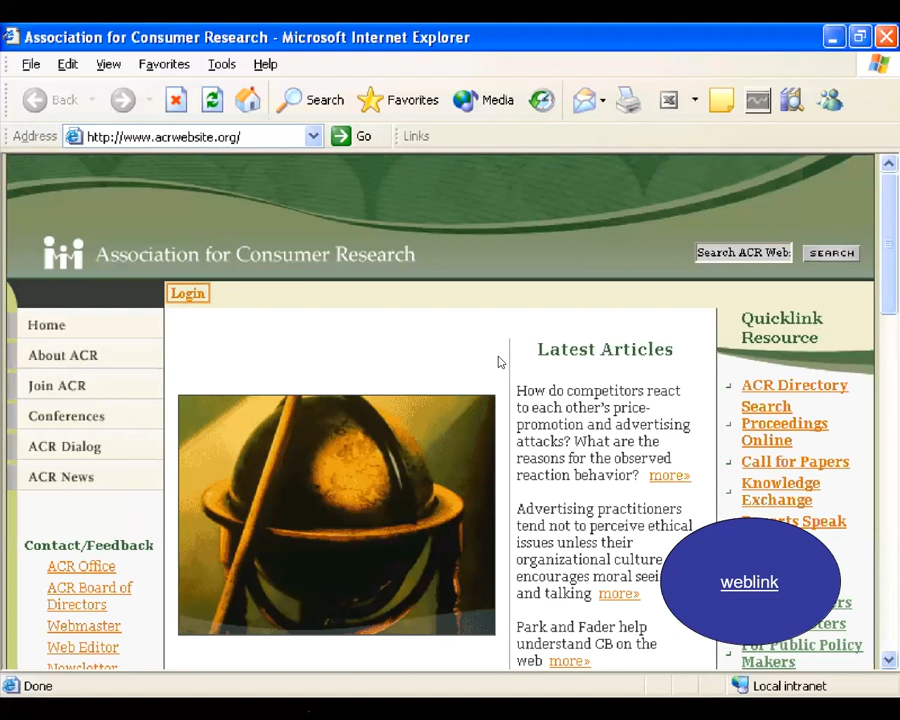 Association for Consumer Research - Microsoft Internet Explorer
File Edit View Favorites Tools Help
Back Search Favorites Media
Address http://www.acrwebsite.org/ Go Links
Association for Consumer Research
Search ACR Web: SEARCH
Login
Home
About ACR
Join ACR
Conferences
ACR Dialog
ACR News
Contact/Feedback
ACR Office
ACR Board of
Directors
Webmaster
Web Editor
Newsletter
Latest Articles
How do competitors react
to each other's price-
promotion and advertising
attacks? What are the
reasons for the observed
reaction behavior? more»
Advertising practitioners
tend not to perceive ethical
issues unless their
organizational culture
encourages moral
and talking more»
Park and Fader help
understand CB on the
web more»
Quicklink
Resource
ACR Directory
Search
Proceedings
Online
Call for Papers
Knowledge
Exchange
Speak
weblink
For Public Policy
Makers
Done Local intranet